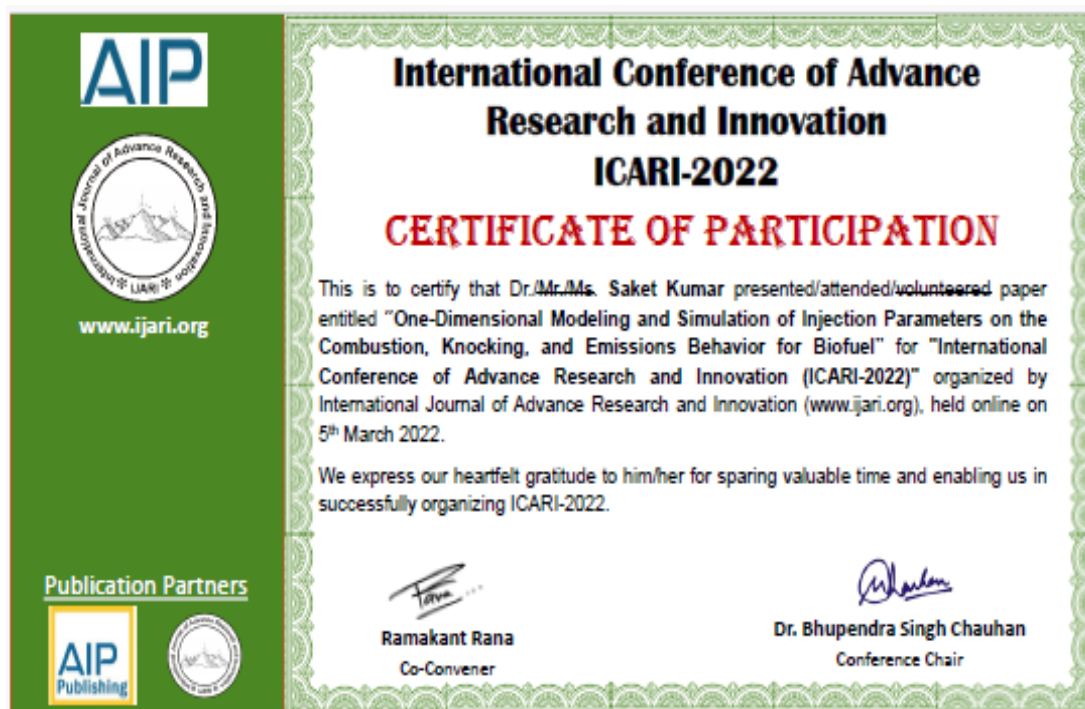 AIP
International Journal of Advance Research and Innovation
IJARI
www.ijari.org
Publication Partners
AIP
Publishing
International Conference of Advance
Research and Innovation
ICARI-2022
CERTIFICATE OF PARTICIPATION
This is to certify that Dr./Mr./Ms. Saket Kumar presented/attended/volunteered paper
entitled "One-Dimensional Modeling and Simulation of Injection Parameters on the
Combustion, Knocking, and Emissions Behavior for Biofuel" for "International
Conference of Advance Research and Innovation (ICARI-2022)" organized by
International Journal of Advance Research and Innovation (www.ijari.org), held online on
5th March 2022.
We express our heartfelt gratitude to him/her for sparing valuable time and enabling us in
successfully organizing ICARI-2022.
Ramakant Rana
Co-Convener
Dr. Bhupendra Singh Chauhan
Conference Chair